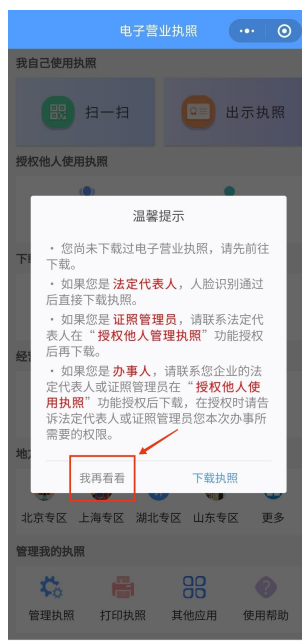 电子营业执照
我自己使用执照
扫一扫
出示执照
授权他人使用执照
温馨提示
· 您尚未下载过电子营业执照，请先前往
下载。
· 如果您是 法定代表人，人脸识别通过
后直接下载执照。
· 如果您是 证照管理员，请联系法定代
表人在“授权他人管理执照”功能授权
后再下载。
· 如果您是 办事人，请联系您企业的法
定代表人或证照管理员在“授权他人使
用执照”功能授权后下载，在授权时请告
诉法定代表人或证照管理员您本次办事所
需要的权限。
我再看看
下载执照
北京专区 上海专区 湖北专区 山东专区 更多
管理我的执照
管理执照 打印执照 其他应用 使用帮助